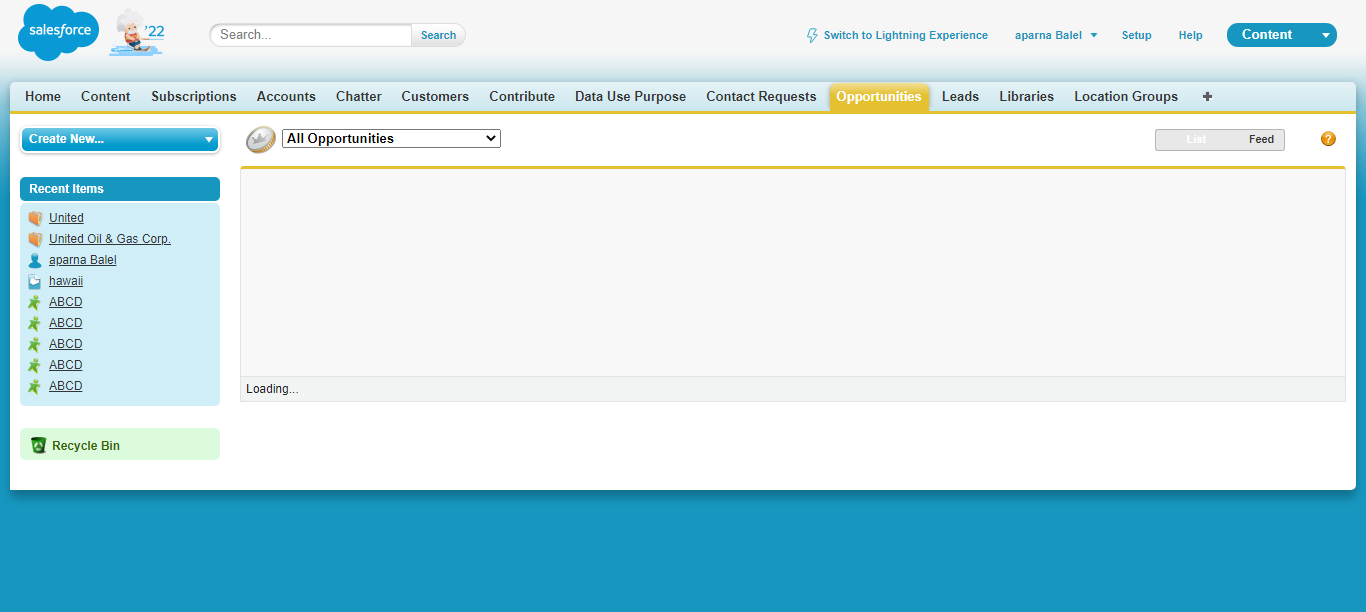 salesforce
'22
Search...
Search
Switch to Lightning Experience
aparna Balel
Setup
Help
Content
Home Content Subscriptions Accounts Chatter Customers Contribute Data Use Purpose Contact Requests Opportunities Leads Libraries Location Groups +
Create New...
All Opportunities
List Feed
?
Recent Items
United
United Oil & Gas Corp.
aparna Balel
hawaii
ABCD
ABCD
ABCD
ABCD
ABCD
Loading...
Recycle Bin